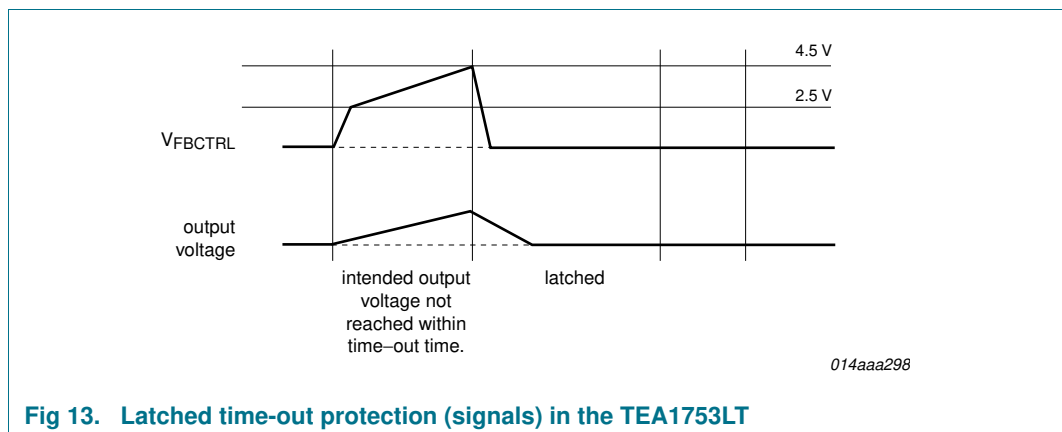 4.5 V
2.5 V
VFBCTRL
output
voltage
intended output
voltage not
reached within
time–out time.
latched
014aaa298
Fig 13. Latched time-out protection (signals) in the TEA1753LT